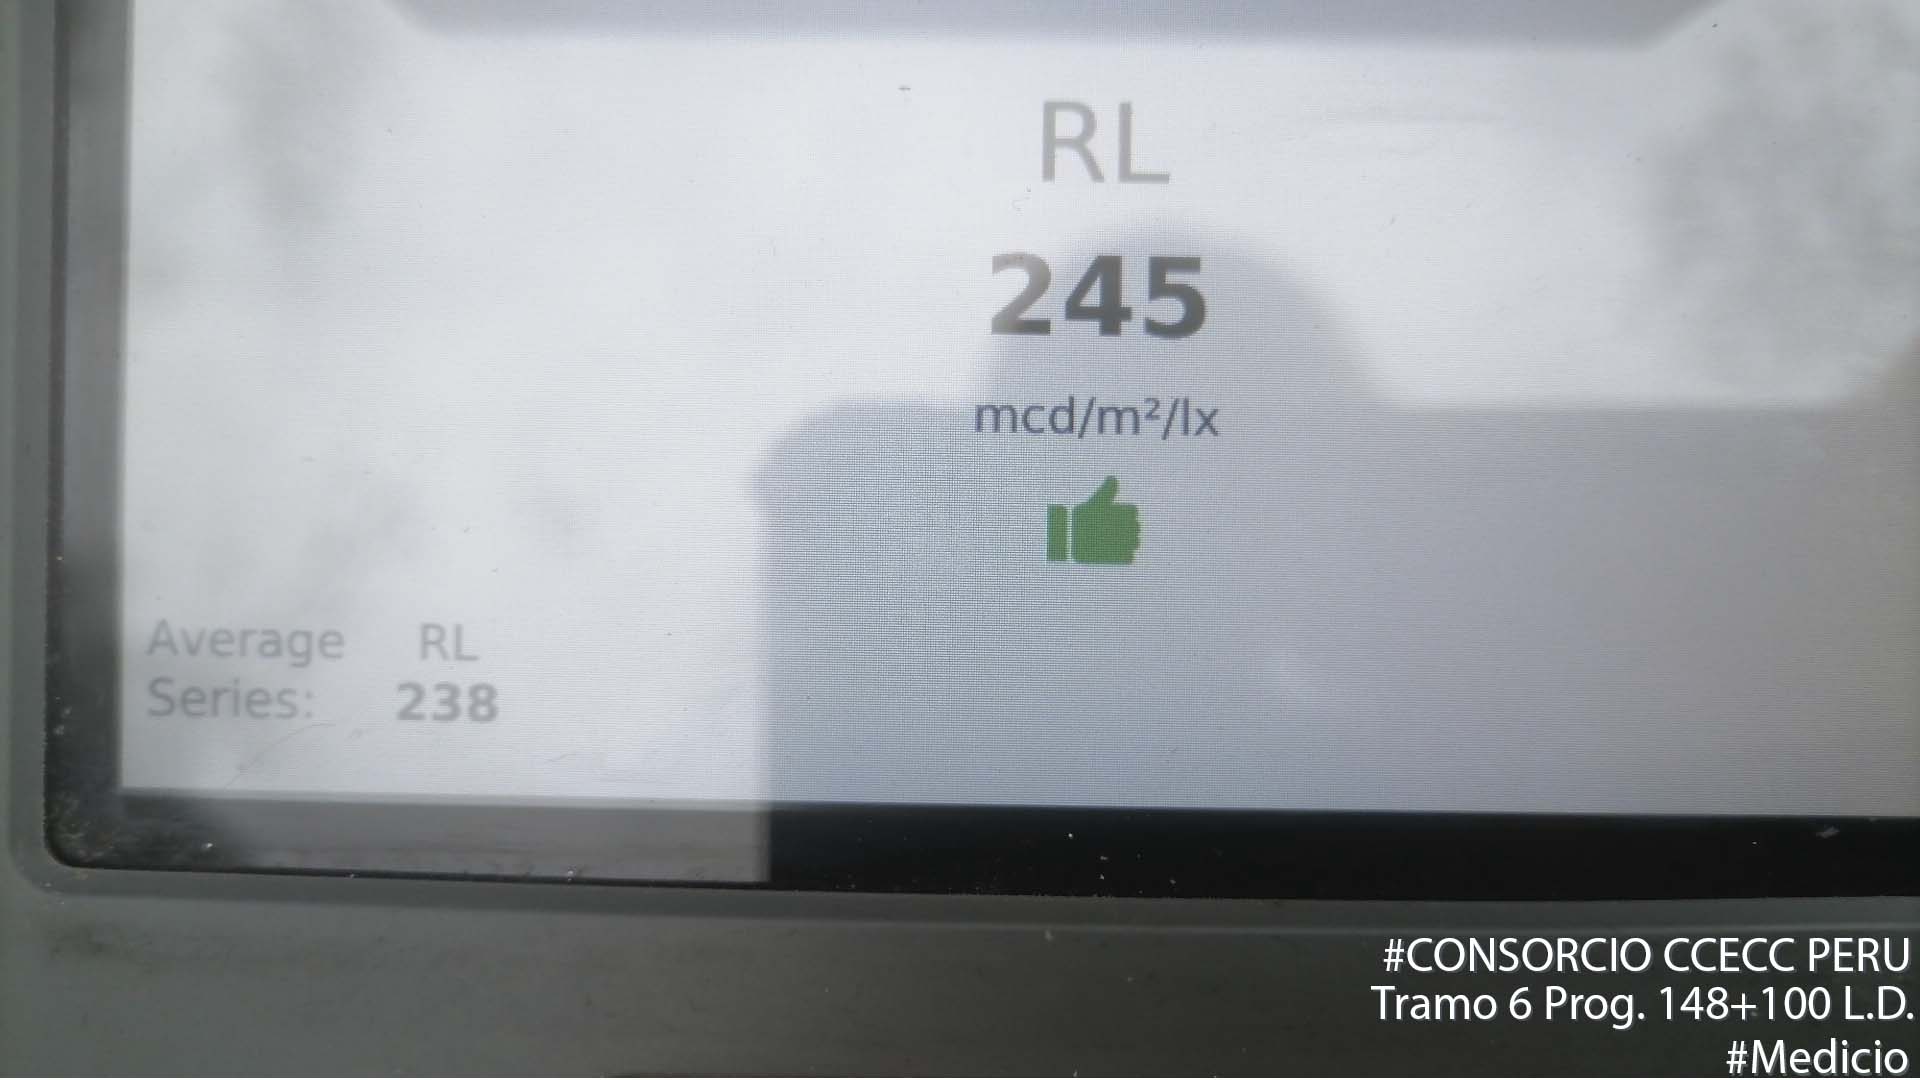 RL
245
mcd/m²/lx
Average RL
Series: 238
#CONSORCIO CCECC PERU
Tramo 6 Prog. 148+100 L.D.
#Medicio